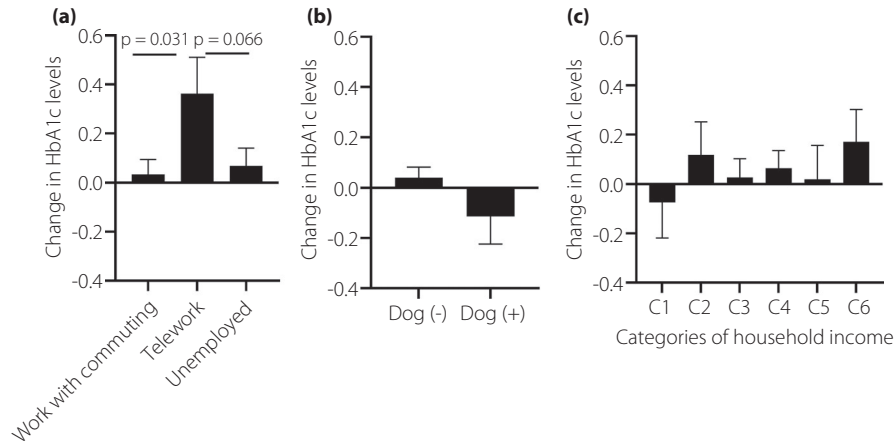 (a)
p = 0.031 p = 0.066
Change in HbA1c levels
0.6
0.4
0.2
0.0
-0.2
-0.4
Work with commuting
Telework
Unemployed
(b)
Change in HbA1c levels
0.6
0.4
0.2
0.0
-0.2
-0.4
Dog (-) Dog (+)
(c)
Change in HbA1c levels
0.6
0.4
0.2
0.0
-0.2
-0.4
C1 C2 C3 C4 C5 C6
Categories of household income